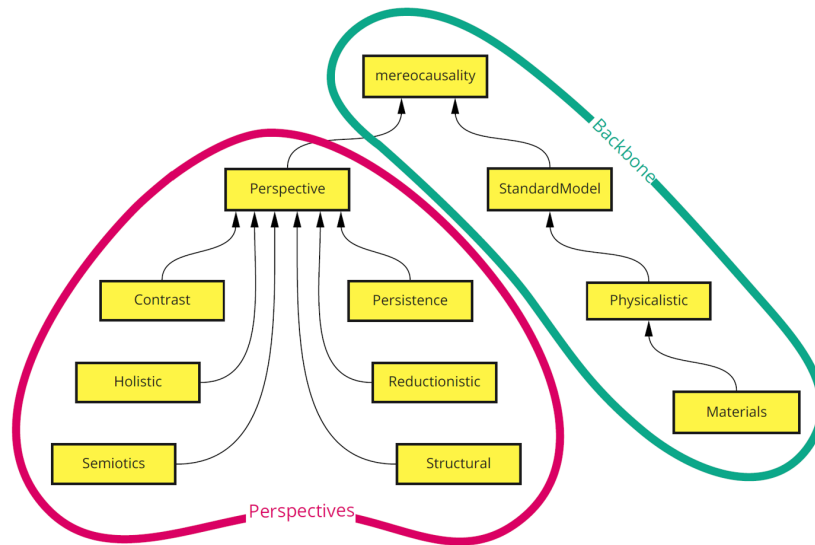 mereocausality
Backbone
Perspective
StandardModel
Contrast
Persistence
Physicalistic
Holistic
Reductionistic
Materials
Semiotics
Structural
Perspectives